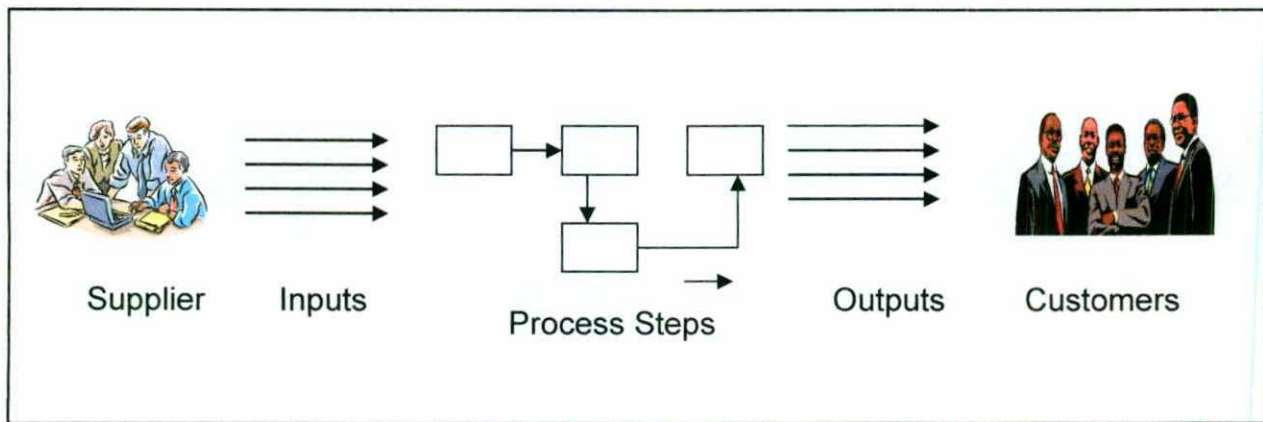 Supplier
Inputs
Process Steps
Outputs
Customers